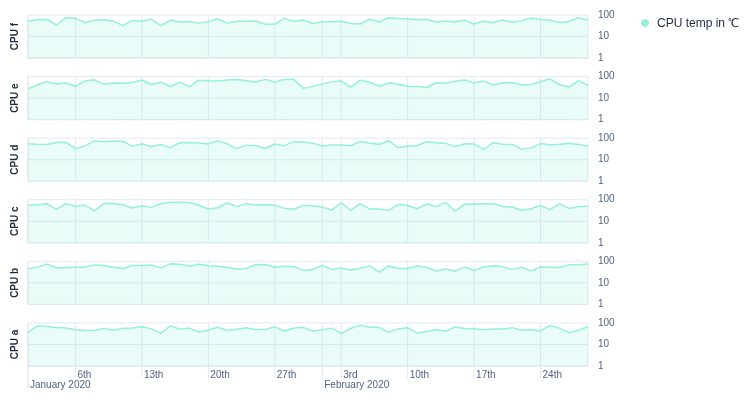 CPU temp in ℃
CPU f
100
10
1
CPU e
100
10
1
CPU d
100
10
1
CPU c
100
10
1
CPU b
100
10
1
CPU a
100
10
1
6th 13th 20th 27th 3rd 10th 17th 24th
January 2020 February 2020